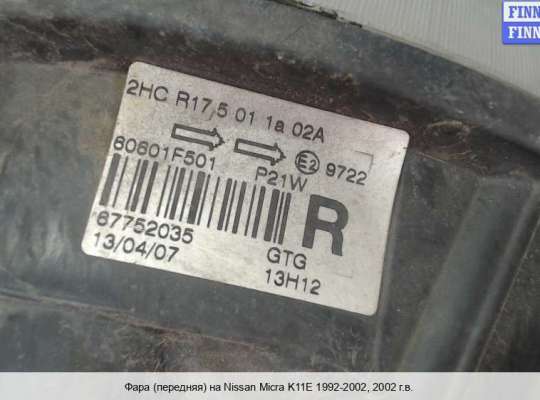 FINN
FINN
2HC R17,5 01 1a 02A
E2 9722
60601F501
P21W
67752035
R
13/04/07
GTG
13H12
Фара (передняя) на Nissan Micra K11E 1992-2002, 2002 г.в.